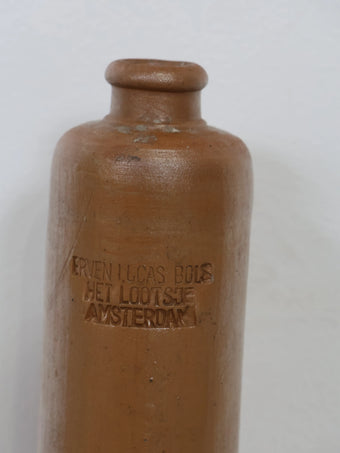 ERVEN LUCAS BOLS
HET LOOTSJE
AMSTERDAM